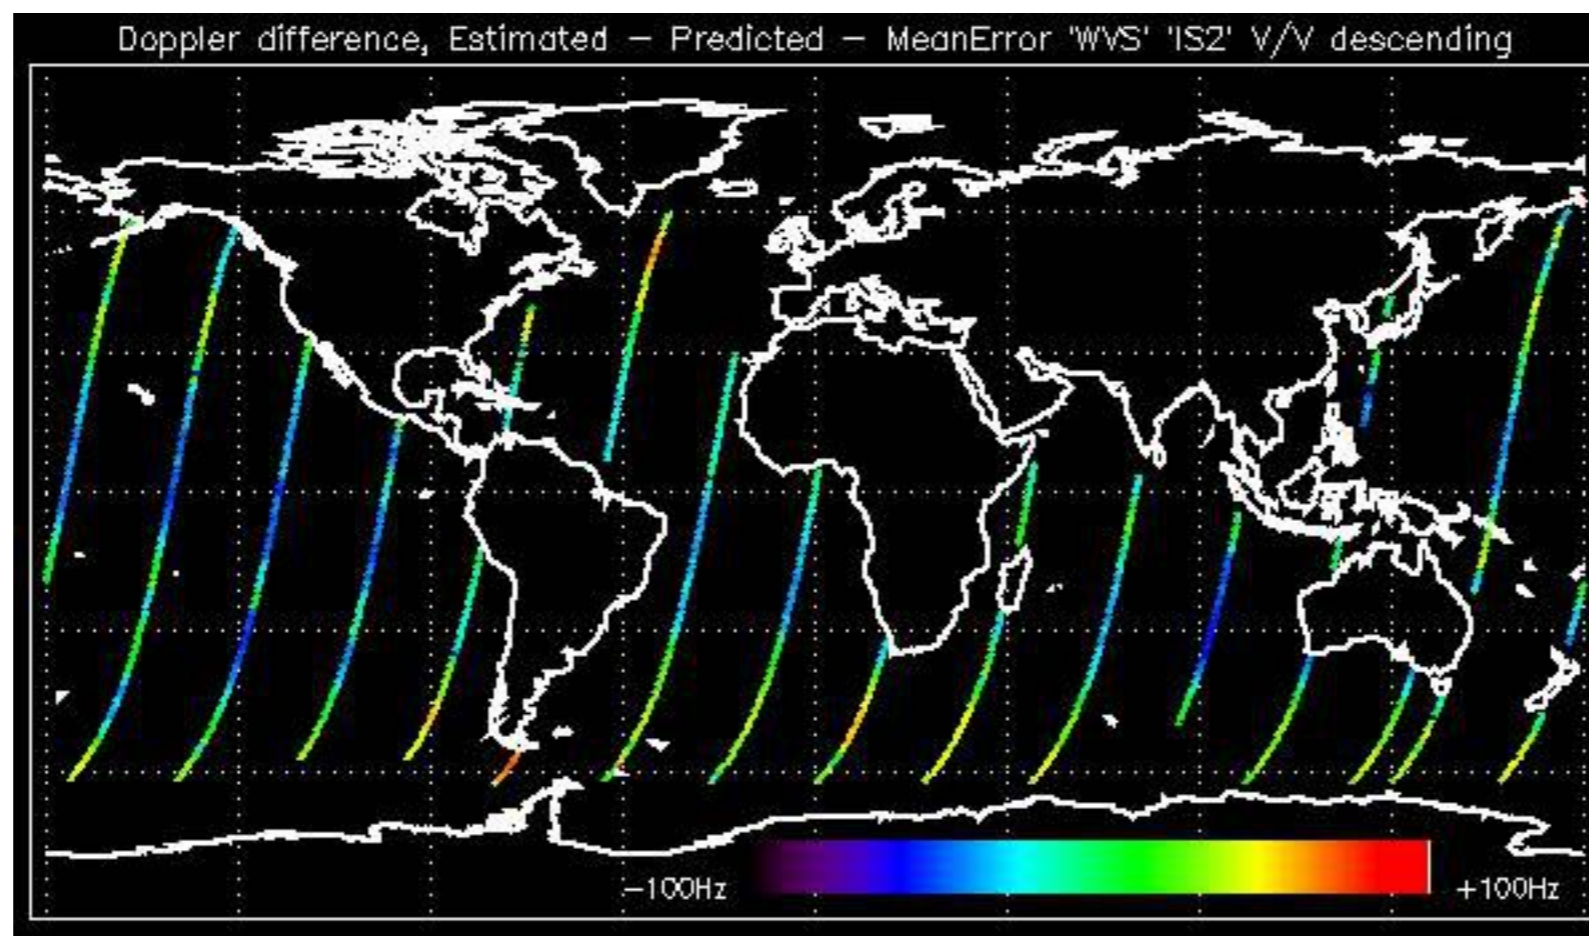 Doppler difference, Estimated – Predicted – MeanError 'WVS' 'IS2' V/V descending
–100Hz +100Hz